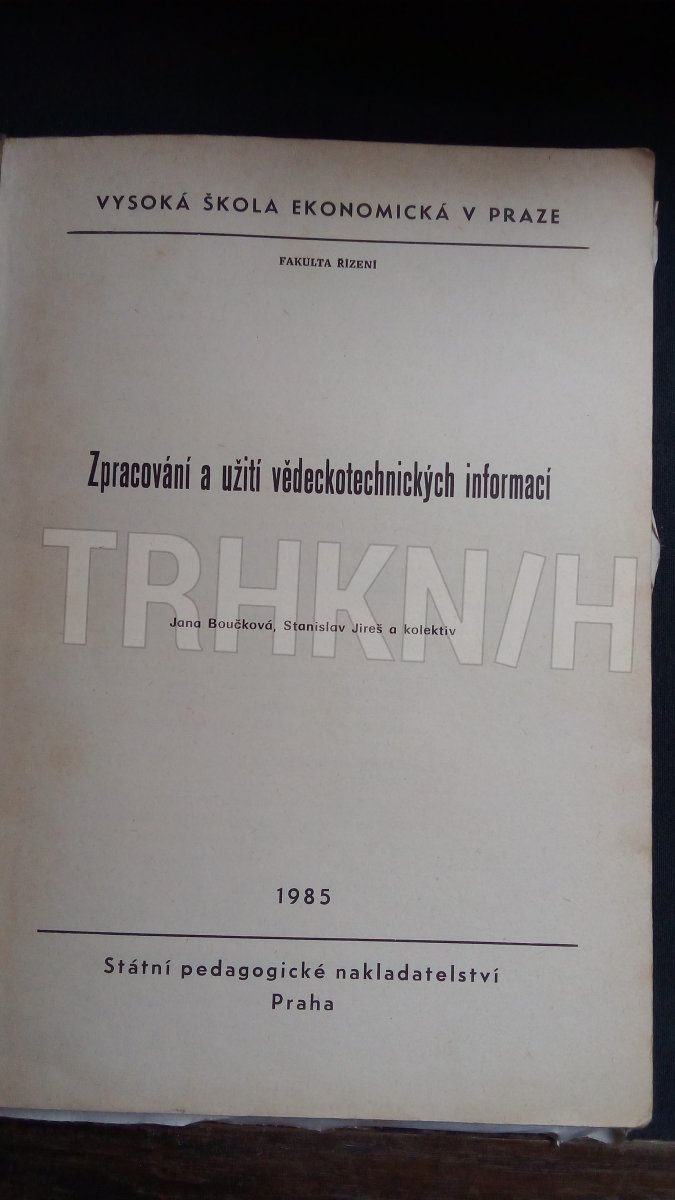 VYSOKÁ ŠKOLA EKONOMICKÁ V PRAZE
FAKULTA ŘÍZENÍ
Zpracování a užití vědeckotechnických informací
TRHKN/H
Jana Boučková, Stanislav Jireš a kolektiv
1985
Státní pedagogické nakladatelství
Praha